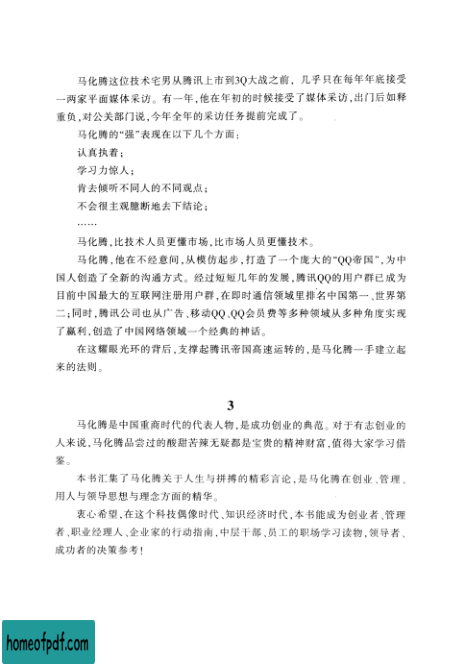 马化腾这位技术宅男从腾讯上市到3Q大战之前，几乎只在每年年底接受
一两家平面媒体采访。有一年,他在年初的时候接受了媒体采访,出门后如释
重负,对公关部门说,今年全年的采访任务提前完成了。
马化腾的“强”表现在以下几个方面:
认真执着;
学习力惊人;
肯去倾听不同人的不同观点;
不会很主观臆断地去下结论;
……
马化腾,比技术人员更懂市场,比市场人员更懂技术。
马化腾,他在不经意间,从模仿起步,打造了一个庞大的“QQ帝国”,为中
国人创造了全新的沟通方式。经过短短几年的发展,腾讯QQ的用户群已成为
目前中国最大的互联网注册用户群,在即时通信领域里排名中国第一、世界第
二;同时,腾讯公司也从广告、移动QQ、QQ会员费等多种领域从多种角度实现
了赢利,创造了中国网络领域一个经典的神话。
在这耀眼光环的背后,支撑起腾讯帝国高速运转的,是马化腾一手建立起
来的法则。
3
马化腾是中国重商时代的代表人物,是成功创业的典范。对于有志创业的
人来说,马化腾品尝过的酸甜苦辣无疑都是宝贵的精神财富,值得大家学习借
鉴。
本书汇集了马化腾关于人生与拼搏的精彩言论,是马化腾在创业、管理、
用人与领导思想与理念方面的精华。
衷心希望,在这个科技偶像时代、知识经济时代,本书能成为创业者、管理
者、职业经理人、企业家的行动指南,中层干部、员工的职场学习读物,领导者、
成功者的决策参考!
homeofpdf.com